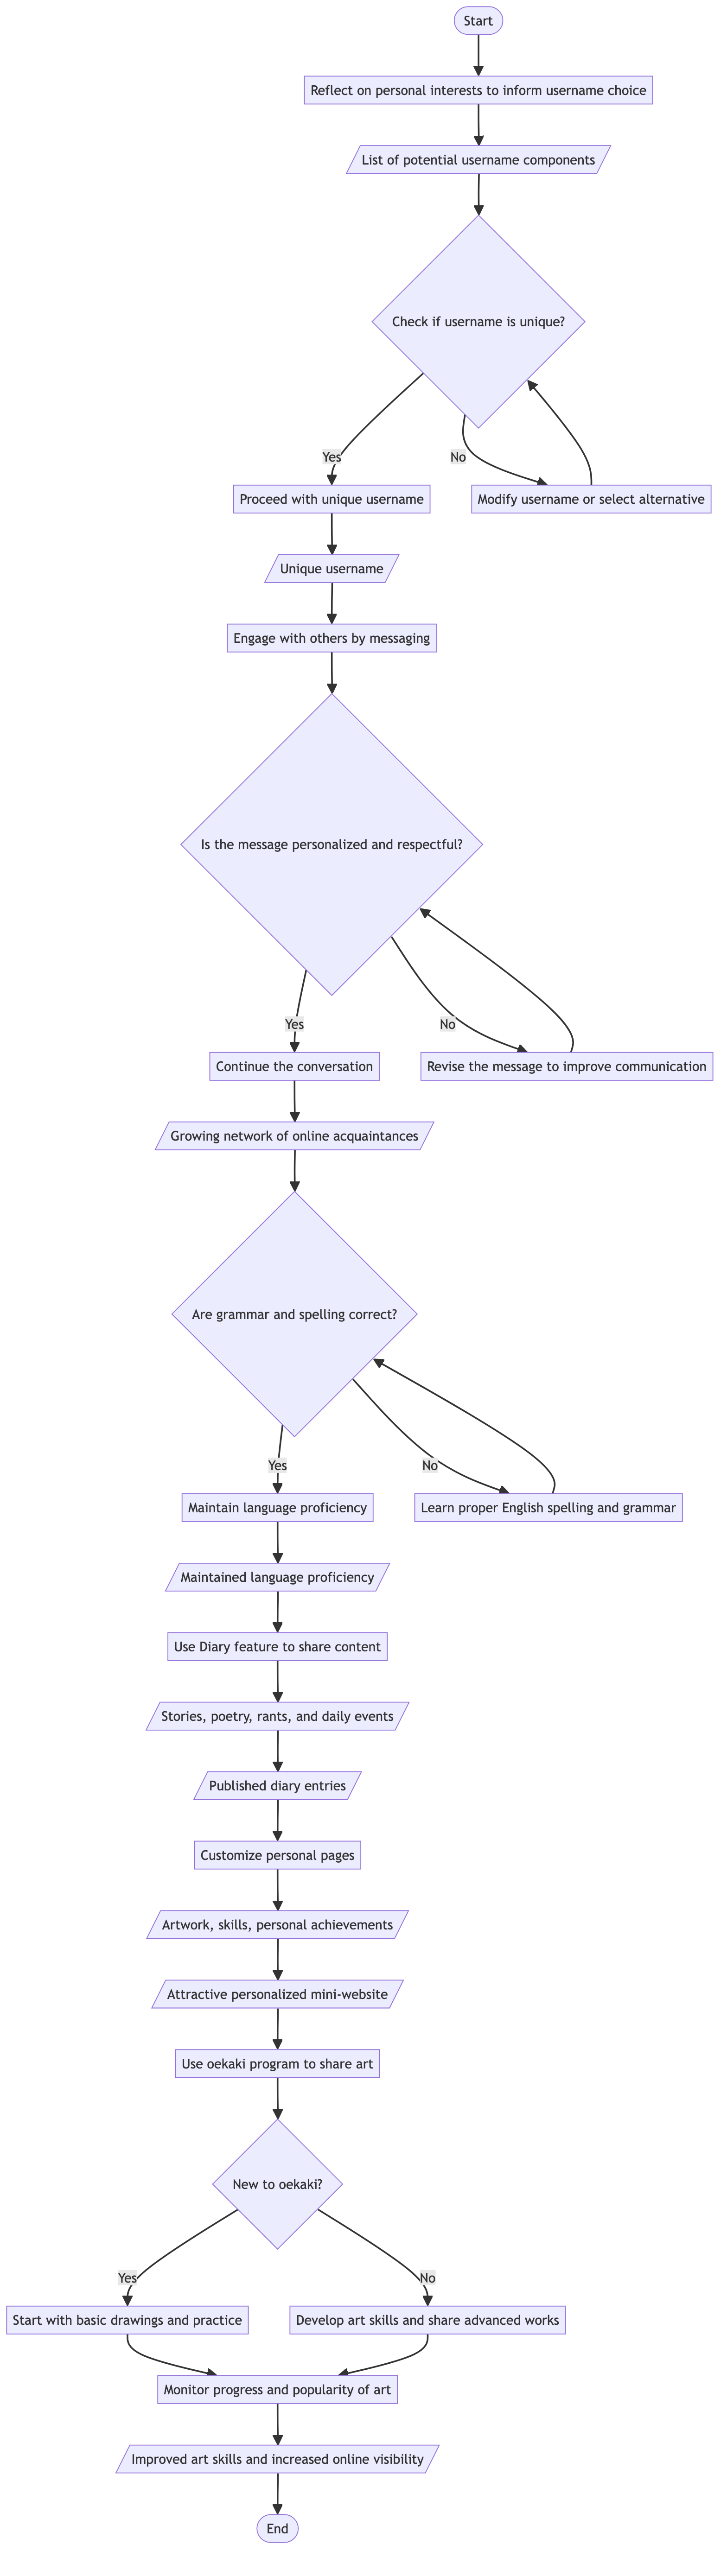 Start
Reflect on personal interests to inform username choice
List of potential username components
Check if username is unique?
Yes
No
Proceed with unique username
Modify username or select alternative
Unique username
Engage with others by messaging
Is the message personalized and respectful?
Yes
No
Continue the conversation
Revise the message to improve communication
Growing network of online acquaintances
Are grammar and spelling correct?
Yes
No
Maintain language proficiency
Learn proper English spelling and grammar
Maintained language proficiency
Use Diary feature to share content
Stories, poetry, rants, and daily events
Published diary entries
Customize personal pages
Artwork, skills, personal achievements
Attractive personalized mini-website
Use oekaki program to share art
New to oekaki?
Yes
No
Start with basic drawings and practice
Develop art skills and share advanced works
Monitor progress and popularity of art
Improved art skills and increased online visibility
End